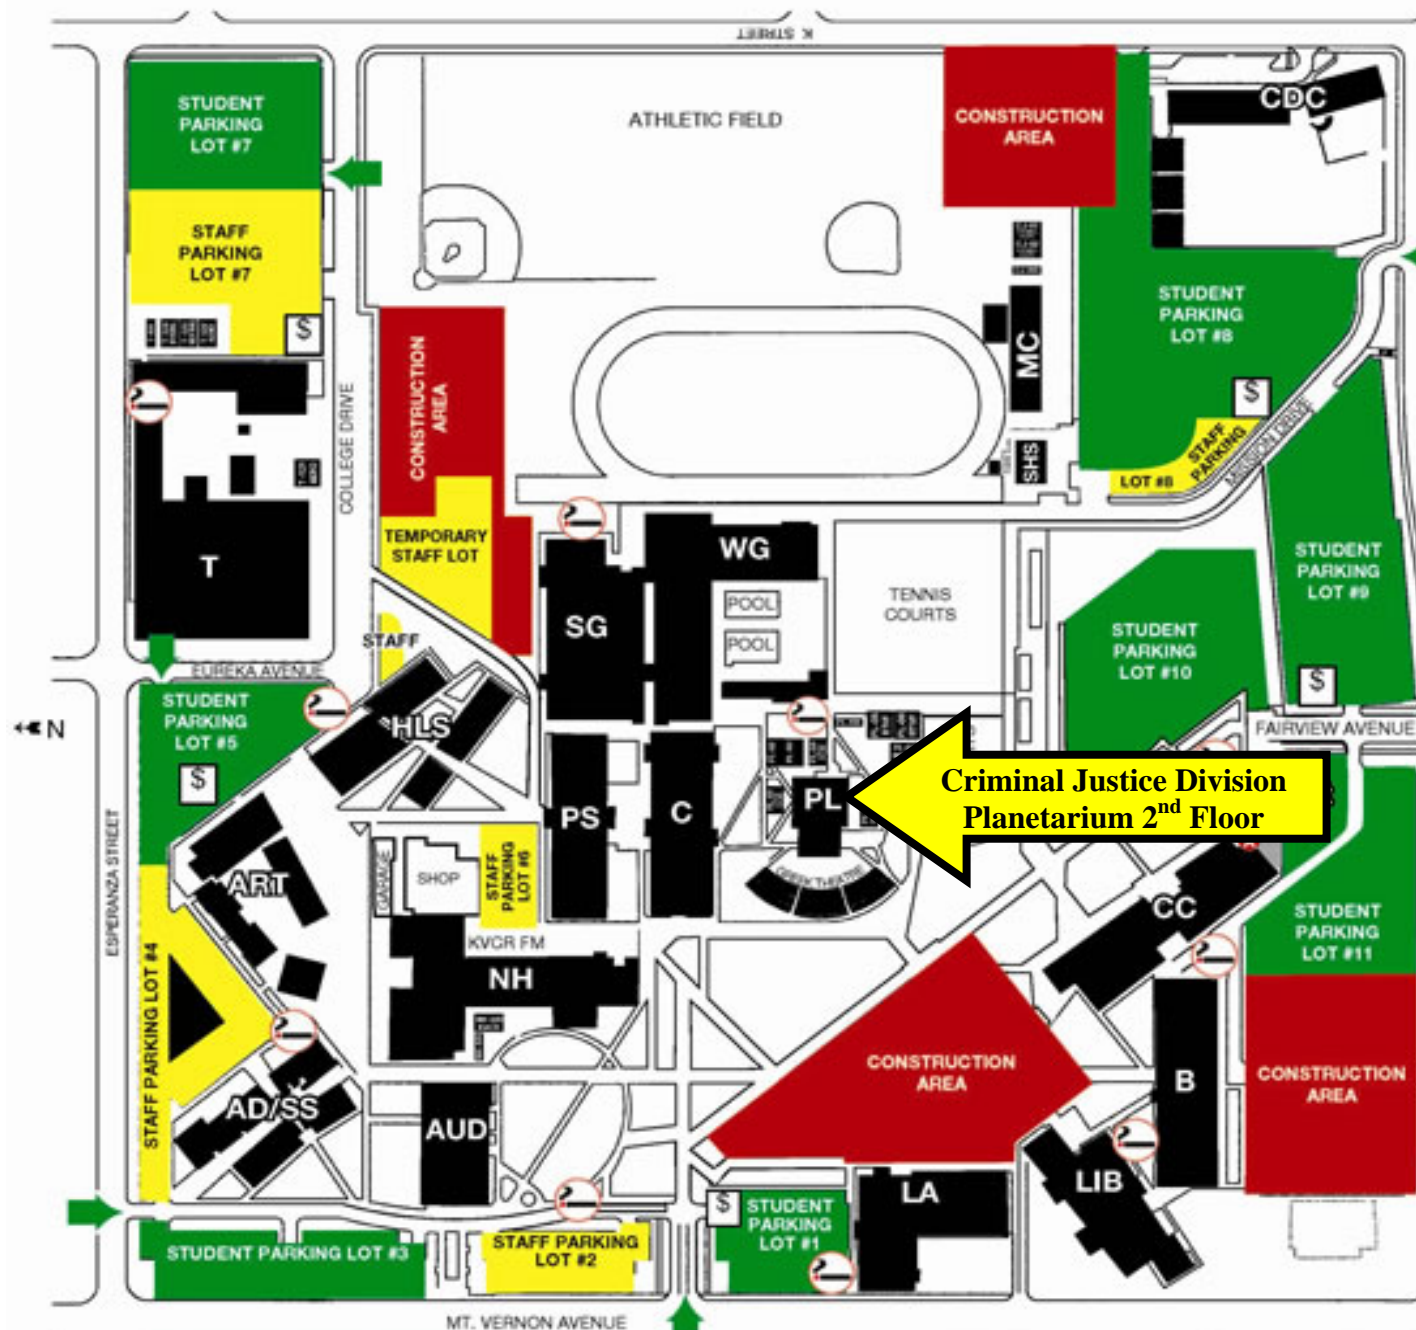 K STREET
STUDENT
PARKING
LOT #7
ATHLETIC FIELD
CONSTRUCTION
AREA
CDC
STAFF
PARKING
LOT #7
$
STUDENT
PARKING
LOT #8
MC
CONSTRUCTION
AREA
COLLEGE DRIVE
$
STAFF
PARKING
LOT #8
MISSION DRIVE
SHS
TEMPORARY
STAFF LOT
T
WG
SG
POOL
POOL
TENNIS
COURTS
STUDENT
PARKING
LOT #9
STUDENT
PARKING
LOT #10
STAFF
EUREKA AVENUE
$
STUDENT
PARKING
LOT #5
$
HLS
N
FAIRVIEW AVENUE
Criminal Justice Division
Planetarium 2nd Floor
PL
PS
C
ESPERANZA STREET
ART
GARAGE
SHOP
STAFF
PARKING
LOT #6
GREEK THEATRE
CC
STUDENT
PARKING
LOT #11
KVCR FM
NH
STAFF PARKING LOT #4
CONSTRUCTION
AREA
B
CONSTRUCTION
AREA
AD/SS
AUD
LIB
LA
$
STUDENT
PARKING
LOT #1
STUDENT PARKING LOT #3
STAFF PARKING
LOT #2
MT. VERNON AVENUE